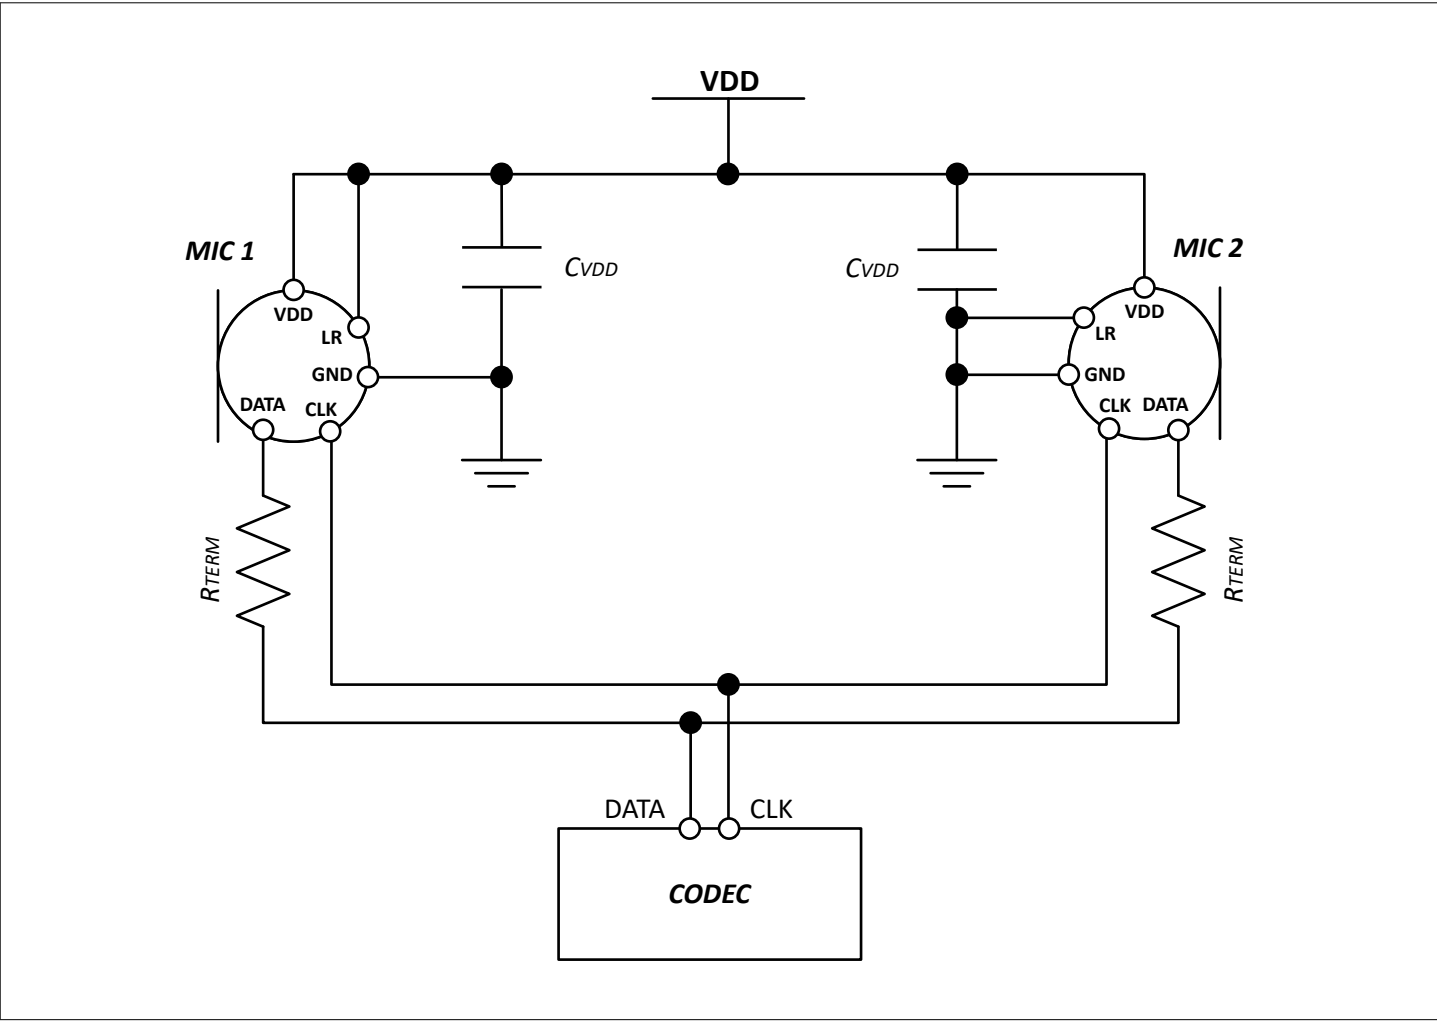 VDD
MIC 1
MIC 2
CVDD
CVDD
VDD
LR
GND
DATA
CLK
VDD
LR
GND
CLK
DATA
RTERM
RTERM
DATA
CLK
CODEC